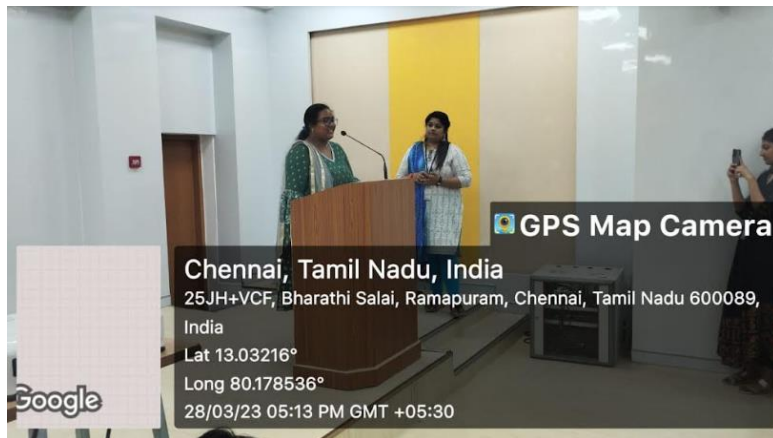 GPS Map Camera
Chennai, Tamil Nadu, India
25JH+VCF, Bharathi Salai, Ramapuram, Chennai, Tamil Nadu 600089,
India
Lat 13.03216°
Long 80.178536°
28/03/23 05:13 PM GMT +05:30
Google